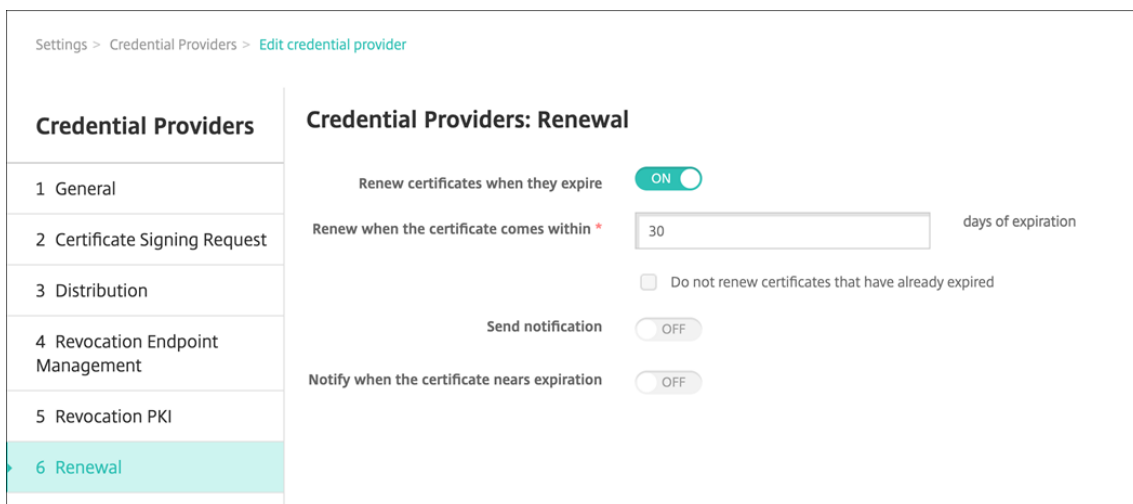 Settings > Credential Providers > Edit credential provider
Credential Providers
1 General
2 Certificate Signing Request
3 Distribution
4 Revocation Endpoint
Management
5 Revocation PKI
6 Renewal
Credential Providers: Renewal
Renew certificates when they expire ON
Renew when the certificate comes within * 30 days of expiration
Do not renew certificates that have already expired
Send notification OFF
Notify when the certificate nears expiration OFF